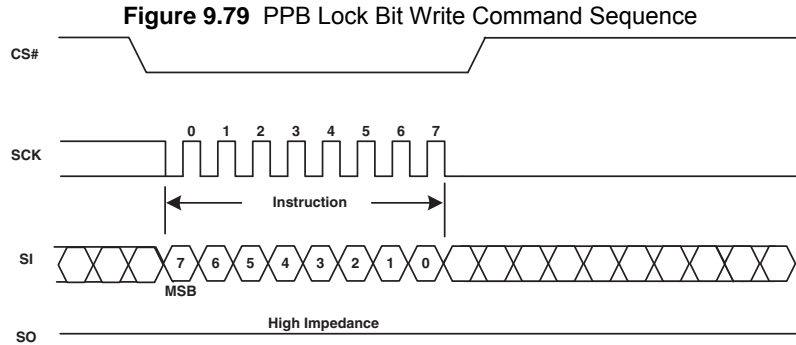 Figure 9.79 PPB Lock Bit Write Command Sequence
CS#
0 1 2 3 4 5 6 7
SCK
Instruction
SI 7 6 5 4 3 2 1 0
MSB
High Impedance
SO